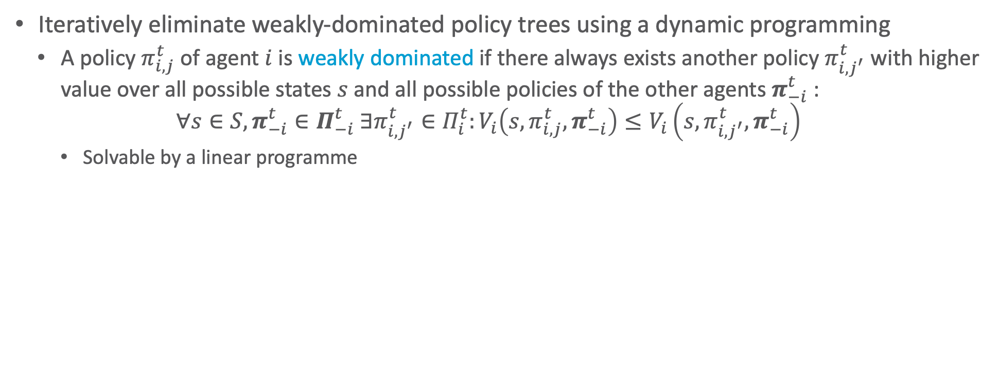 • Iteratively eliminate weakly-dominated policy trees using a dynamic programming
• A policy π^t_{i,j} of agent i is weakly dominated if there always exists another policy π^t_{i,j′} with higher
value over all possible states s and all possible policies of the other agents 𝝅^t_{−i} :
∀s ∈ S, 𝝅^t_{−i} ∈ 𝜫^t_{−i} ∃π^t_{i,j′} ∈ Π^t_i: V_i(s, π^t_{i,j}, 𝝅^t_{−i}) ≤ V_i(s, π^t_{i,j′}, 𝝅^t_{−i})
• Solvable by a linear programme